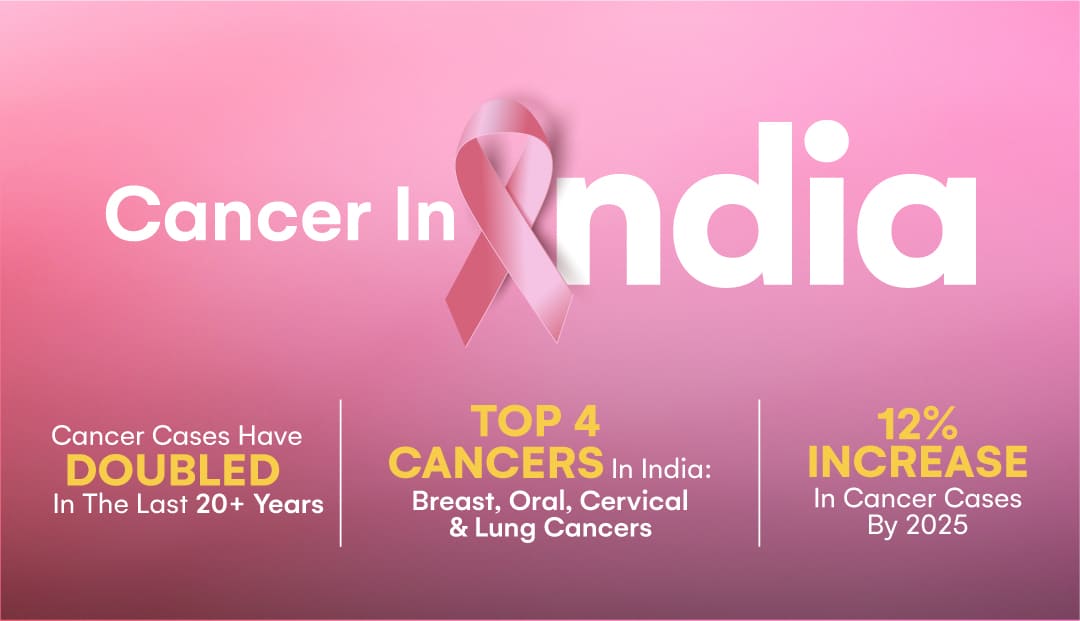 Cancer In India
Cancer Cases Have
DOUBLED
In The Last 20+ Years
TOP 4
CANCERS In India:
Breast, Oral, Cervical
& Lung Cancers
12%
INCREASE
In Cancer Cases
By 2025